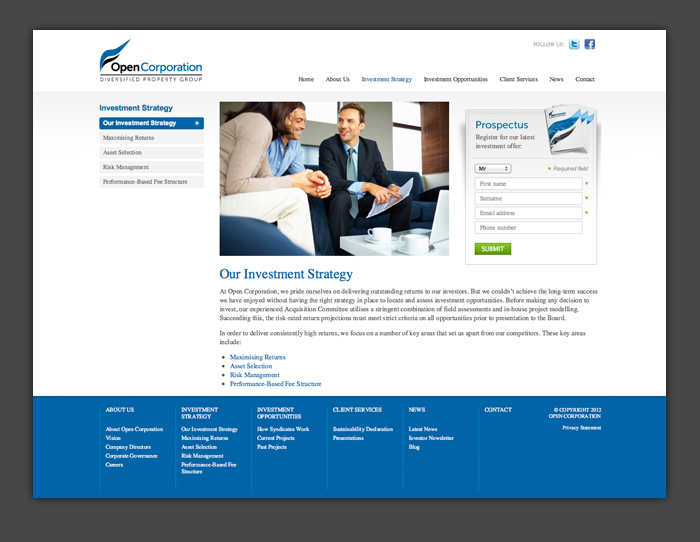 FOLLOW US:
OpenCorporation
DIVERSIFIED PROPERTY GROUP
Home About Us Investment Strategy Investment Opportunities Client Services News Contact
Investment Strategy
Our Investment Strategy
Maximising Returns
Asset Selection
Risk Management
Performance-Based Fee Structure
Prospectus
Register for our latest
investment offer:
Mr * Required field
First name *
Surname *
Email address *
Phone number
SUBMIT
Our Investment Strategy
At Open Corporation, we pride ourselves on delivering outstanding returns to our investors. But we couldn't achieve the long-term success
we have enjoyed without having the right strategy in place to locate and assess investment opportunities. Before making any decision to
invest, our experienced Acquisition Committee utilises a stringent combination of field assessments and in-house project modelling.
Succeeding this, the risk-rated return projections must meet strict criteria on all opportunities prior to presentation to the Board.
In order to deliver consistently high returns, we focus on a number of key areas that set us apart from our competitors. These key areas
include:
• Maximising Returns
• Asset Selection
• Risk Management
• Performance-Based Fee Structure
ABOUT US
About Open Corporation
Vision
Company Directors
Corporate Governance
Careers
INVESTMENT
STRATEGY
Our Investment Strategy
Maximising Returns
Asset Selection
Risk Management
Performance-Based Fee
Structure
INVESTMENT
OPPORTUNITIES
How Syndicates Work
Current Projects
Past Projects
CLIENT SERVICES
Sustainability Declaration
Presentations
NEWS
Latest News
Investor Newsletter
Blog
CONTACT
© COPYRIGHT 2012
OPEN CORPORATION
Privacy Statement